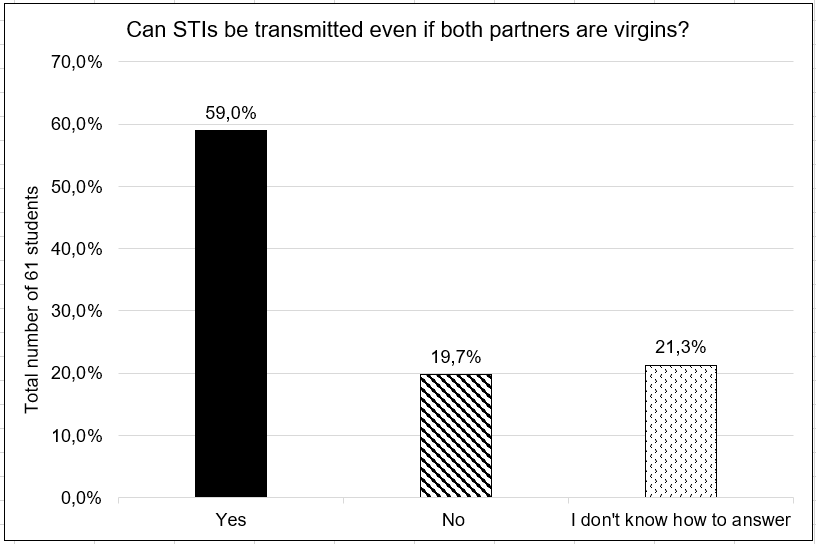 Can STIs be transmitted even if both partners are virgins?
Total number of 61 students
70,0%
60,0%
50,0%
40,0%
30,0%
20,0%
10,0%
0,0%
59,0%
19,7%
21,3%
Yes
No
I don't know how to answer